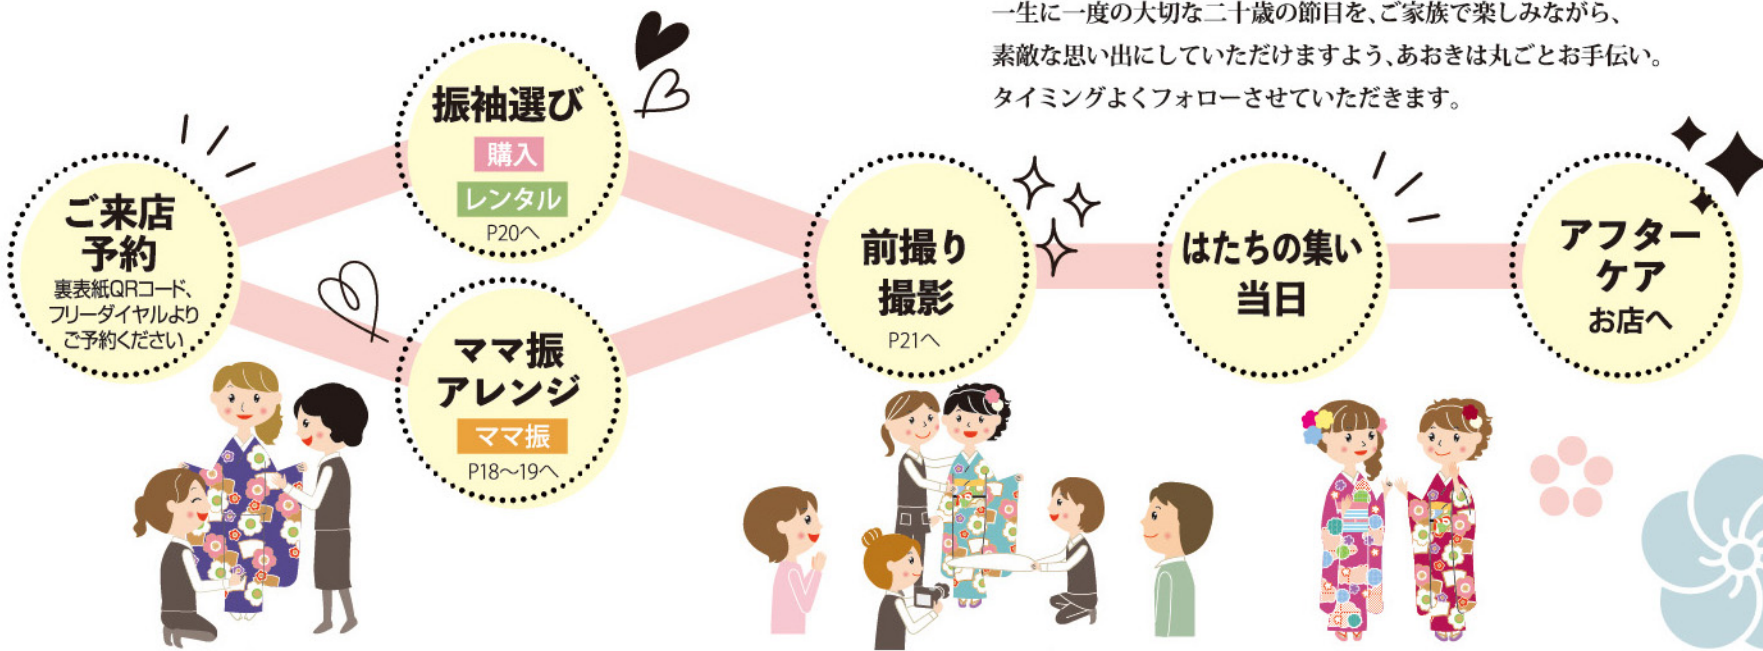 一生に一度の大切な二十歳の節目を、ご家族で楽しみながら、
素敵な思い出にしていただけますよう、あおきは丸ごとお手伝い。
タイミングよくフォローさせていただきます。
ご来店
予約
裏表紙QRコード、
フリーダイヤルより
ご予約ください
振袖選び
購入
レンタル
P20へ
ママ振
アレンジ
ママ振
P18〜19へ
前撮り
撮影
P21へ
はたちの集い
当日
アフター
ケア
お店へ